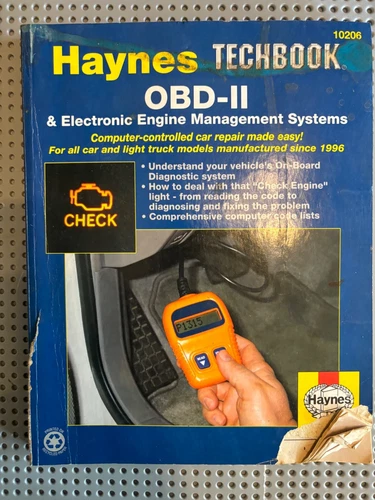 10206
Haynes TECHBOOK
OBD-II
& Electronic Engine Management Systems
Computer-controlled car repair made easy!
For all car and light truck models manufactured since 1996
• Understand your vehicle's On-Board
Diagnostic system
• How to deal with that "Check Engine"
light - from reading the code to
diagnosing and fixing the problem
• Comprehensive computer code lists
CHECK
P1315
Haynes